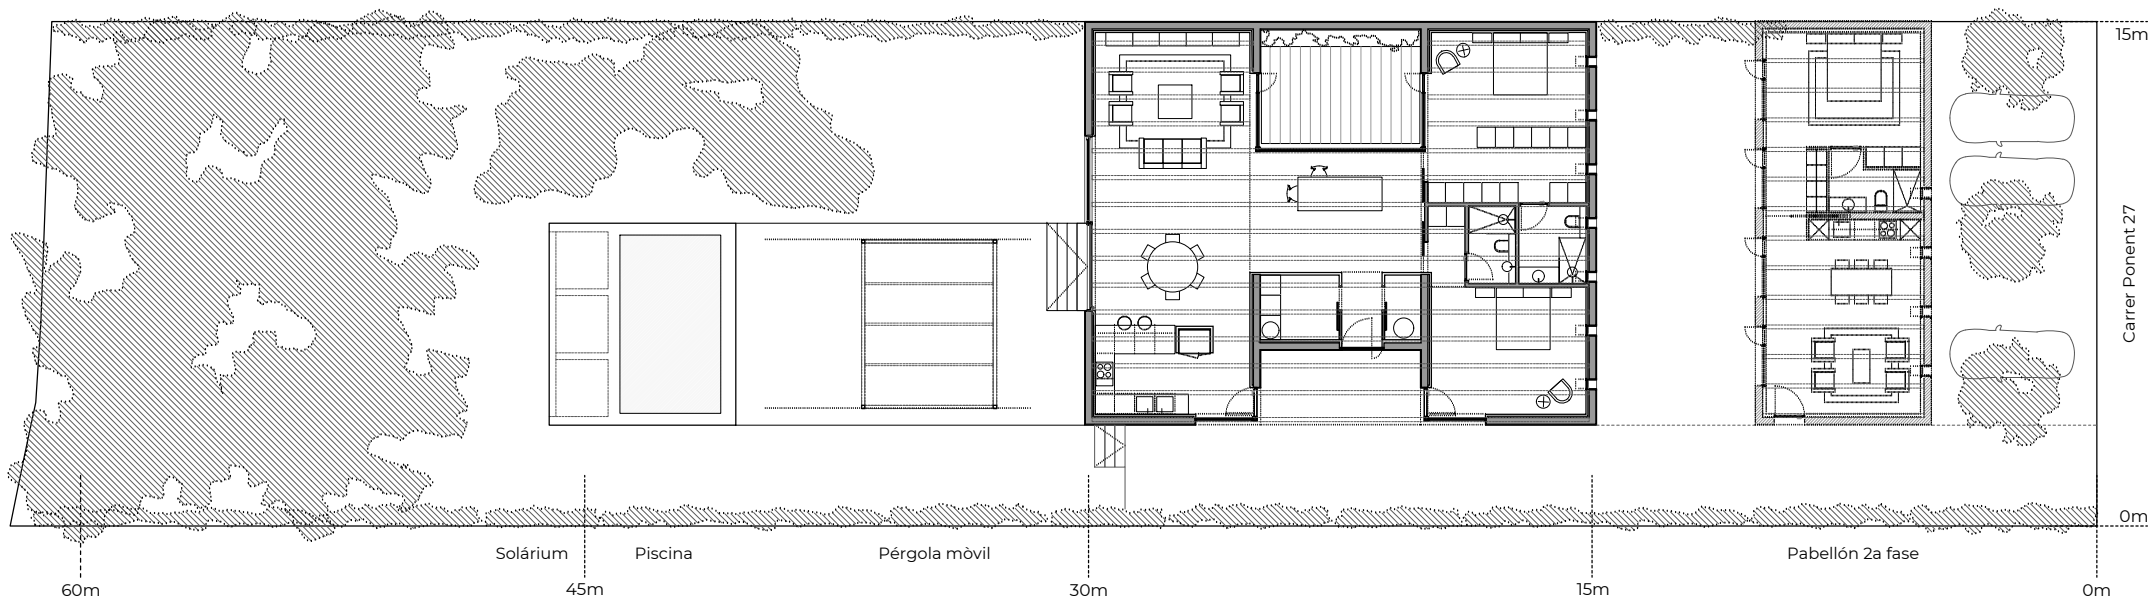 15m
Carrer Ponent 27
0m
Solárium
Piscina
Pérgola mòvil
Pabellón 2a fase
60m
45m
30m
15m
0m